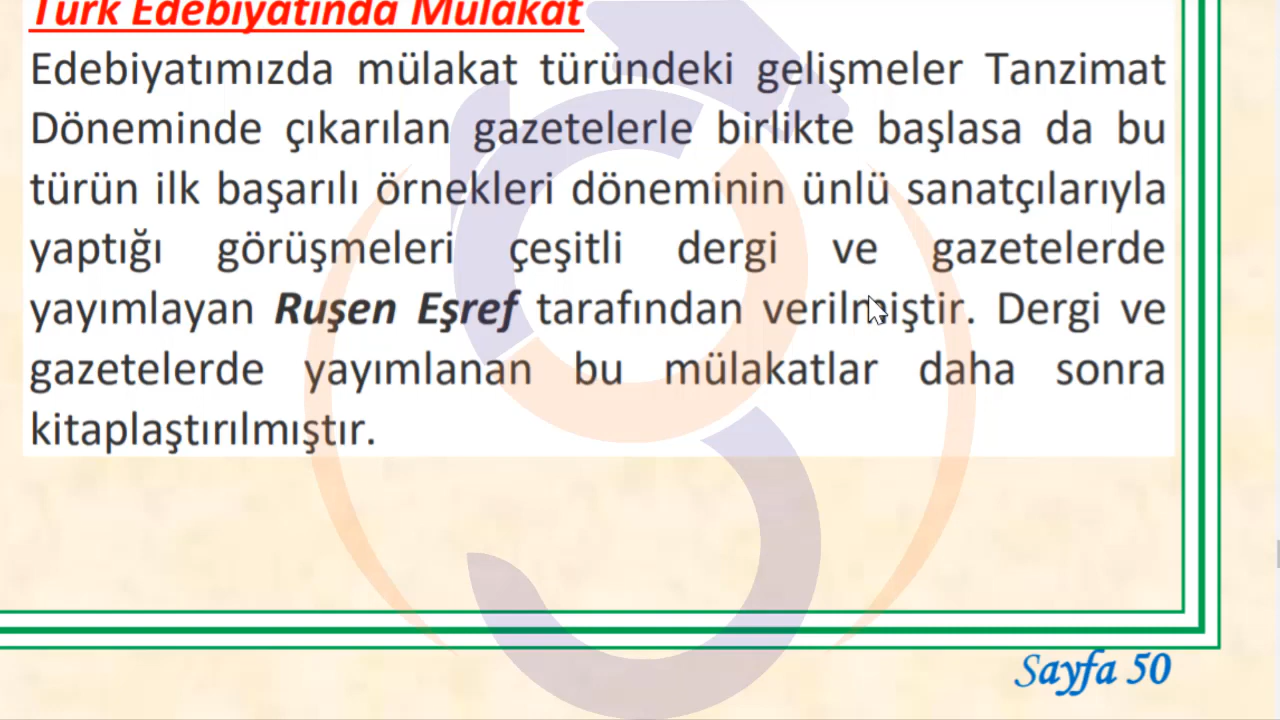 Türk Edebiyatında Mülakat
Edebiyatımızda mülakat türündeki gelişmeler Tanzimat
Döneminde çıkarılan gazetelerle birlikte başlasa da bu
türün ilk başarılı örnekleri döneminin ünlü sanatçılarıyla
yaptığı görüşmeleri çeşitli dergi ve gazetelerde
yayımlayan Ruşen Eşref tarafından verilmiştir. Dergi ve
gazetelerde yayımlanan bu mülakatlar daha sonra
kitaplaştırılmıştır.
Sayfa 50